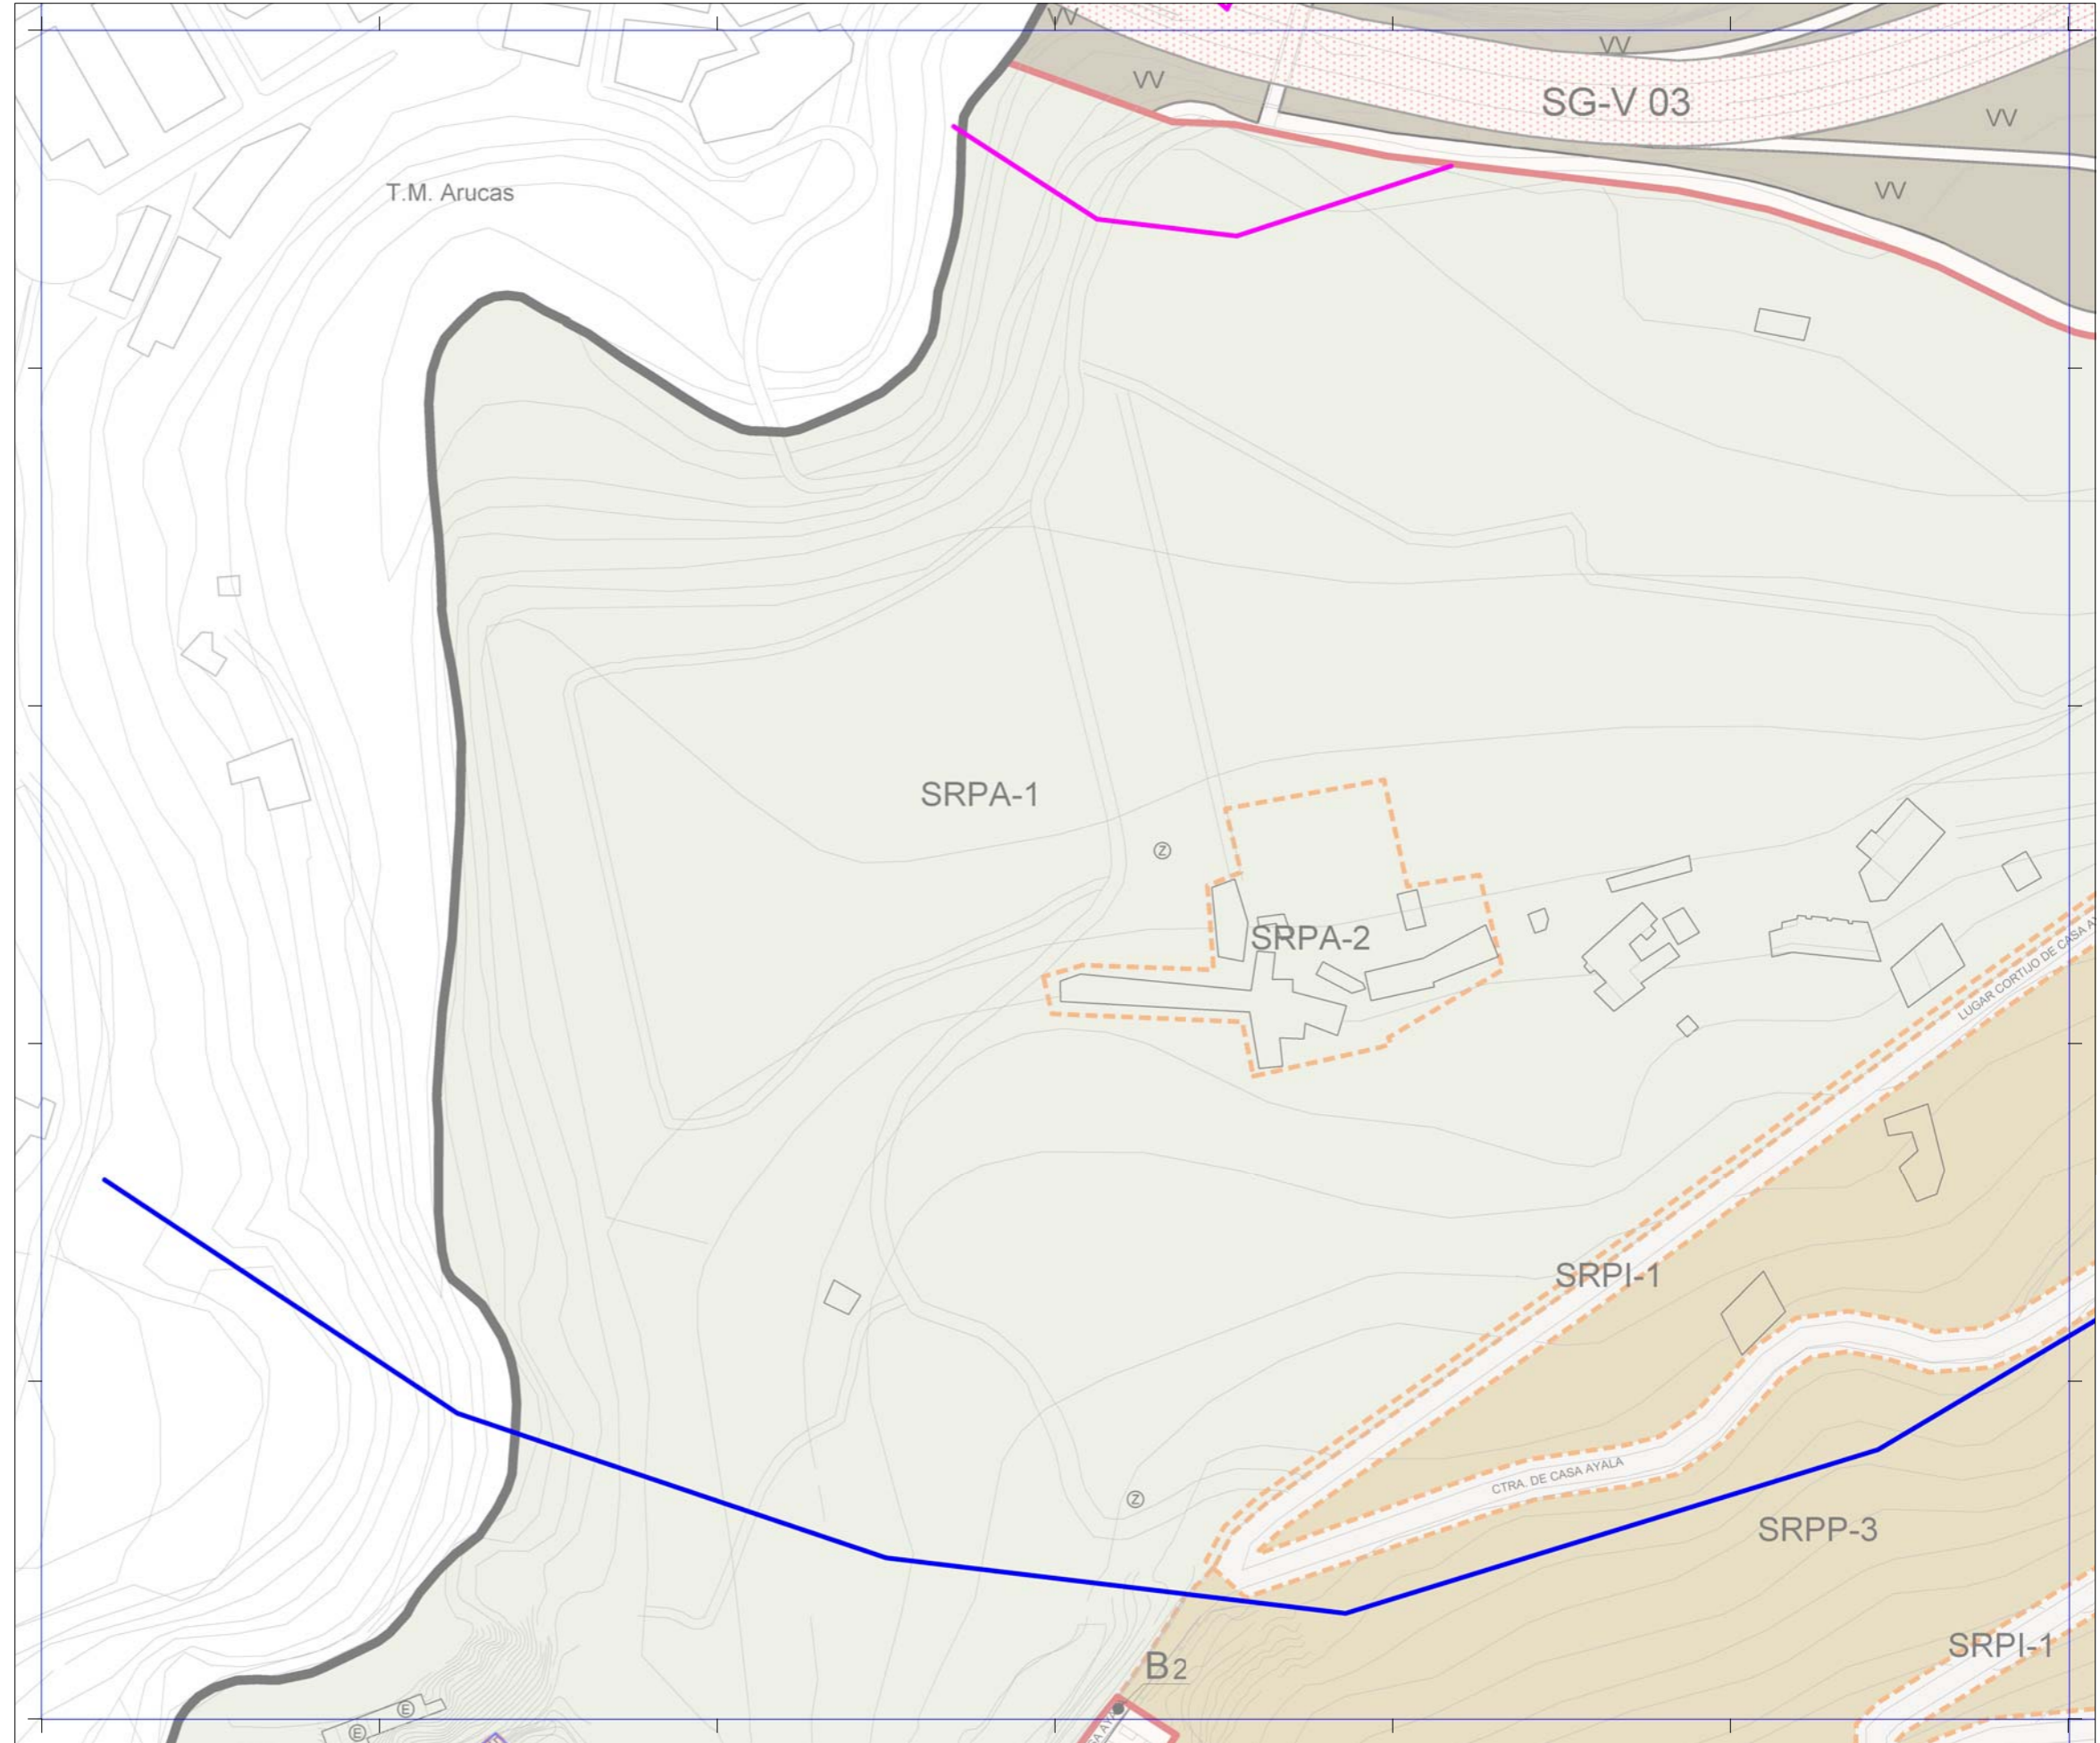 VV
VV
VV
SG-V 03
VV
VV
T.M. Arucas
SRPA-1
Z
SRPA-2
LUGAR CORTIJO DE CASA
SRPI-1
CTRA. DE CASA AYALA
Z
SRPP-3
SRPI-1
B2
E
E